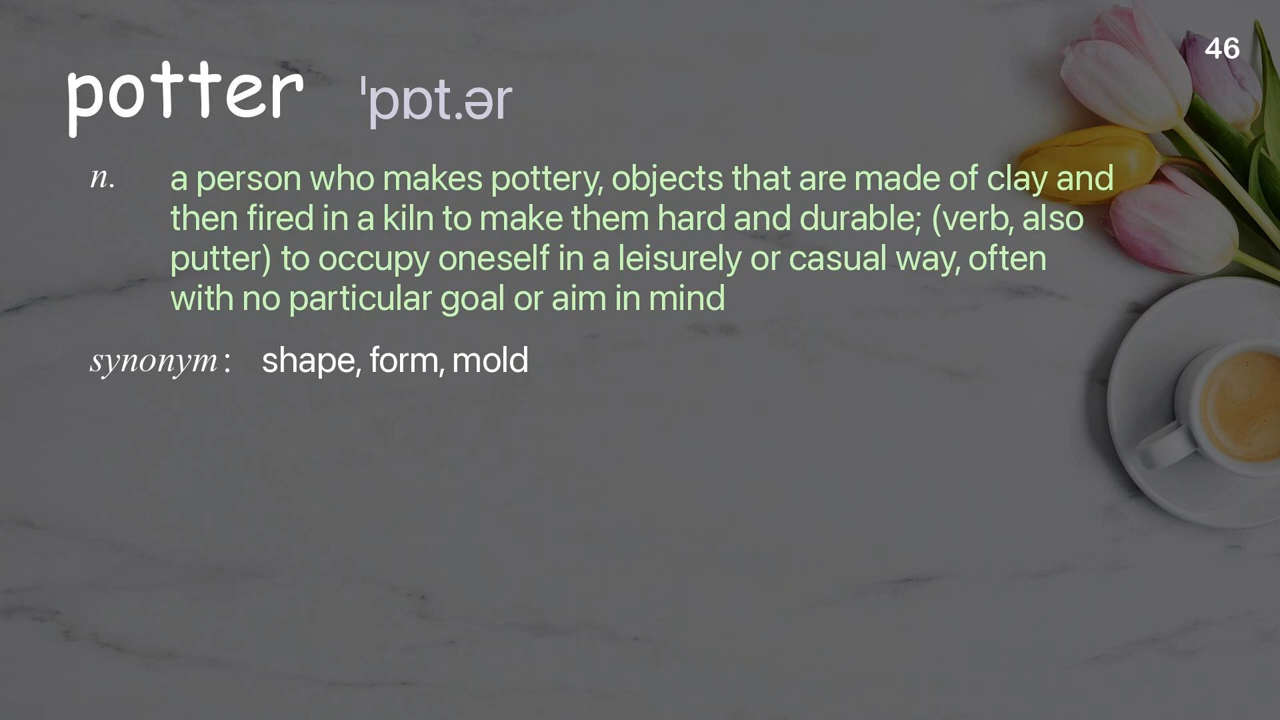 46
potter ˈpɒt.ər
n. a person who makes pottery, objects that are made of clay and
then fired in a kiln to make them hard and durable; (verb, also
putter) to occupy oneself in a leisurely or casual way, often
with no particular goal or aim in mind
synonym: shape, form, mold